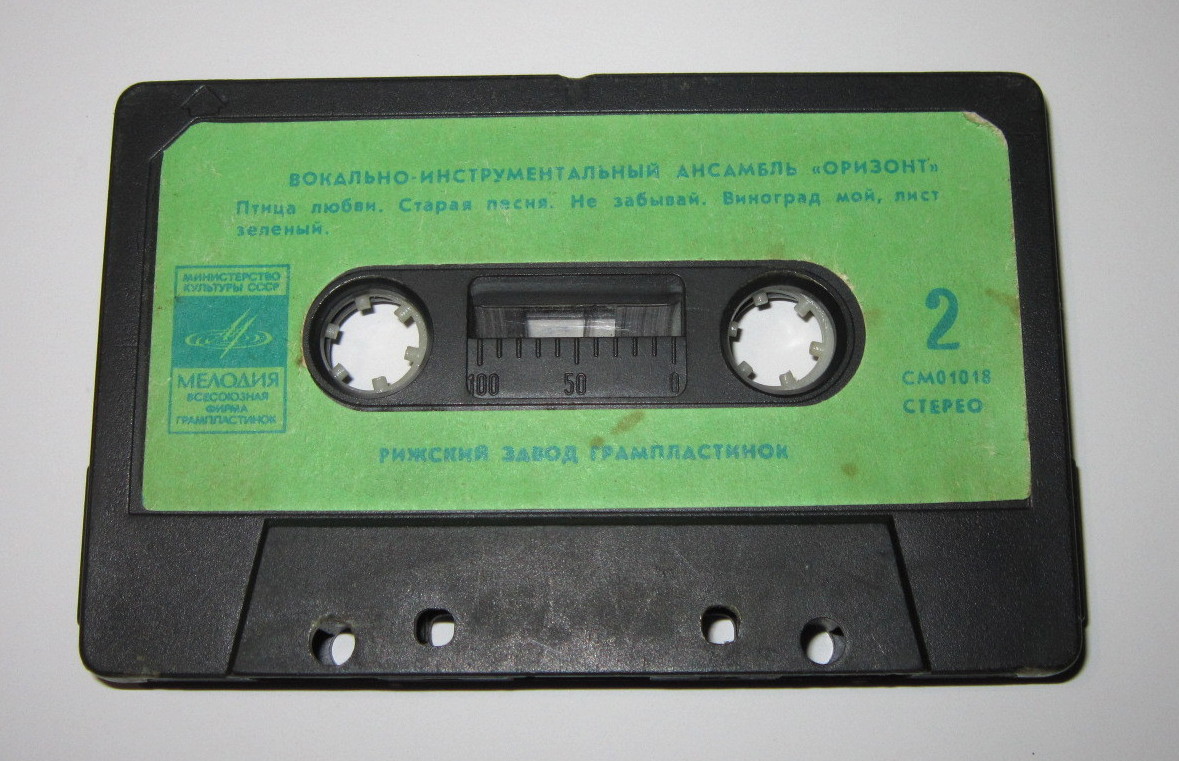 ВОКАЛЬНО-ИНСТРУМЕНТАЛЬНЫЙ АНСАМБЛЬ «ОРИЗОНТ»
Птица любви. Старая песня. Не забывай. Виноград мой, лист
зеленый.
МИНИСТЕРСТВО
КУЛЬТУРЫ СССР
МЕЛОДИЯ
ВСЕСОЮЗНАЯ
ФИРМА
ГРАМПЛАСТИНОК
100 50 0
2
СМ01018
СТЕРЕО
РИЖСКИЙ ЗАВОД ГРАМПЛАСТИНОК